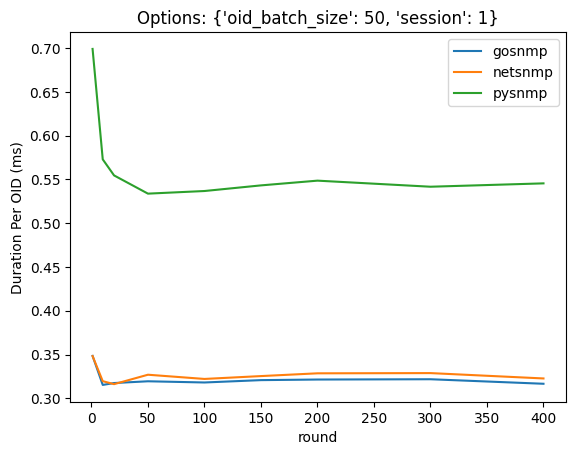 Options: {'oid_batch_size': 50, 'session': 1}
gosnmp
netsnmp
pysnmp
Duration Per OID (ms)
0.70
0.65
0.60
0.55
0.50
0.45
0.40
0.35
0.30
0 50 100 150 200 250 300 350 400
round